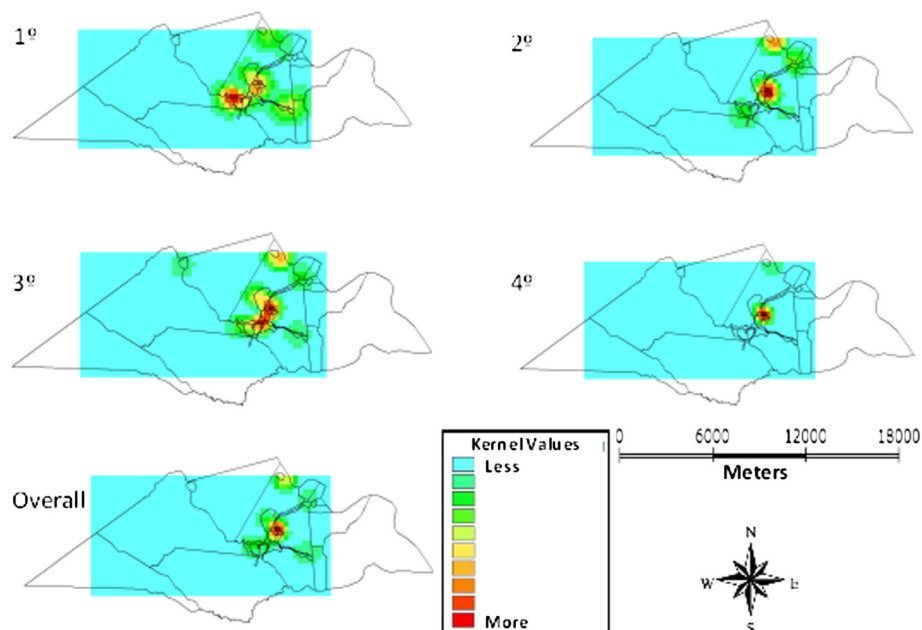 1º
2º
3º
4º
Overall
Kernel Values
Less
More
0 6000 12000 18000
Meters
N
W E
S